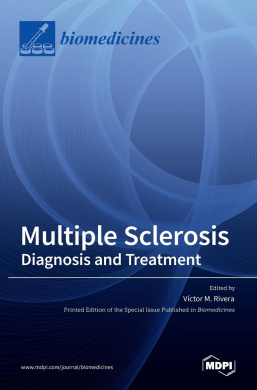 biomedicines
Multiple Sclerosis
Diagnosis and Treatment
Edited by
Víctor M. Rivera
Printed Edition of the Special Issue Published in Biomedicines
www.mdpi.com/journal/biomedicines
MDPI